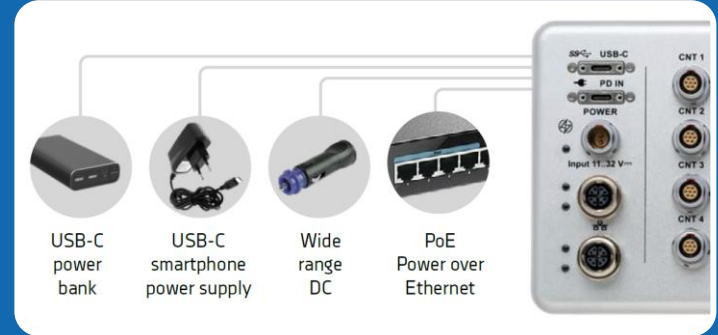 USB-C
PD IN
POWER
Input 11..32 V⎓
CNT 1
CNT 2
CNT 3
CNT 4
USB-C
power
bank
USB-C
smartphone
power supply
Wide
range
DC
PoE
Power over
Ethernet